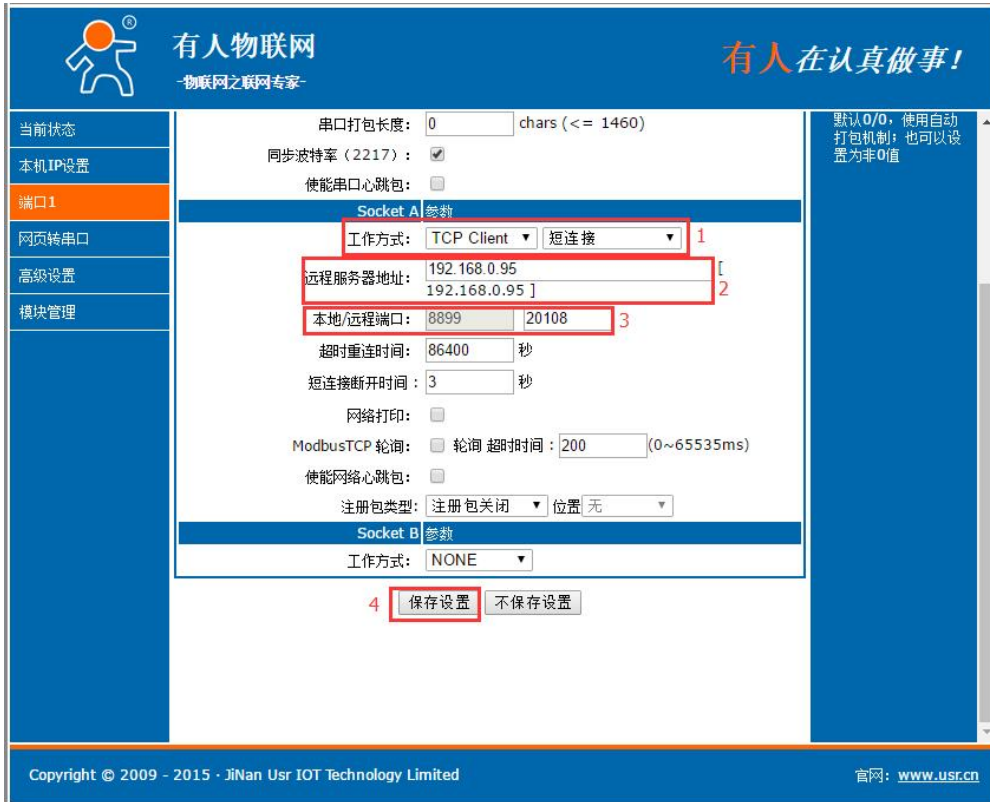 ®
有人物联网
-物联网之联网专家-
有人在认真做事!
当前状态
本机IP设置
端口1
网页转串口
高级设置
模块管理
串口打包长度: 0 chars (<= 1460)
同步波特率（2217）: 
使能串口心跳包:
Socket A 参数
工作方式: TCP Client 短连接 1
远程服务器地址: 192.168.0.95 [
192.168.0.95 ] 2
本地/远程端口: 8899 20108 3
超时重连时间: 86400 秒
短连接断开时间: 3 秒
网络打印:
ModbusTCP 轮询: 轮询 超时时间: 200 (0~65535ms)
使能网络心跳包:
注册包类型: 注册包关闭 位置 无
Socket B 参数
工作方式: NONE
4 保存设置 不保存设置
默认0/0，使用自动
打包机制；也可以设
置为非0值
Copyright © 2009 - 2015 · JiNan Usr IOT Technology Limited
官网: www.usr.cn